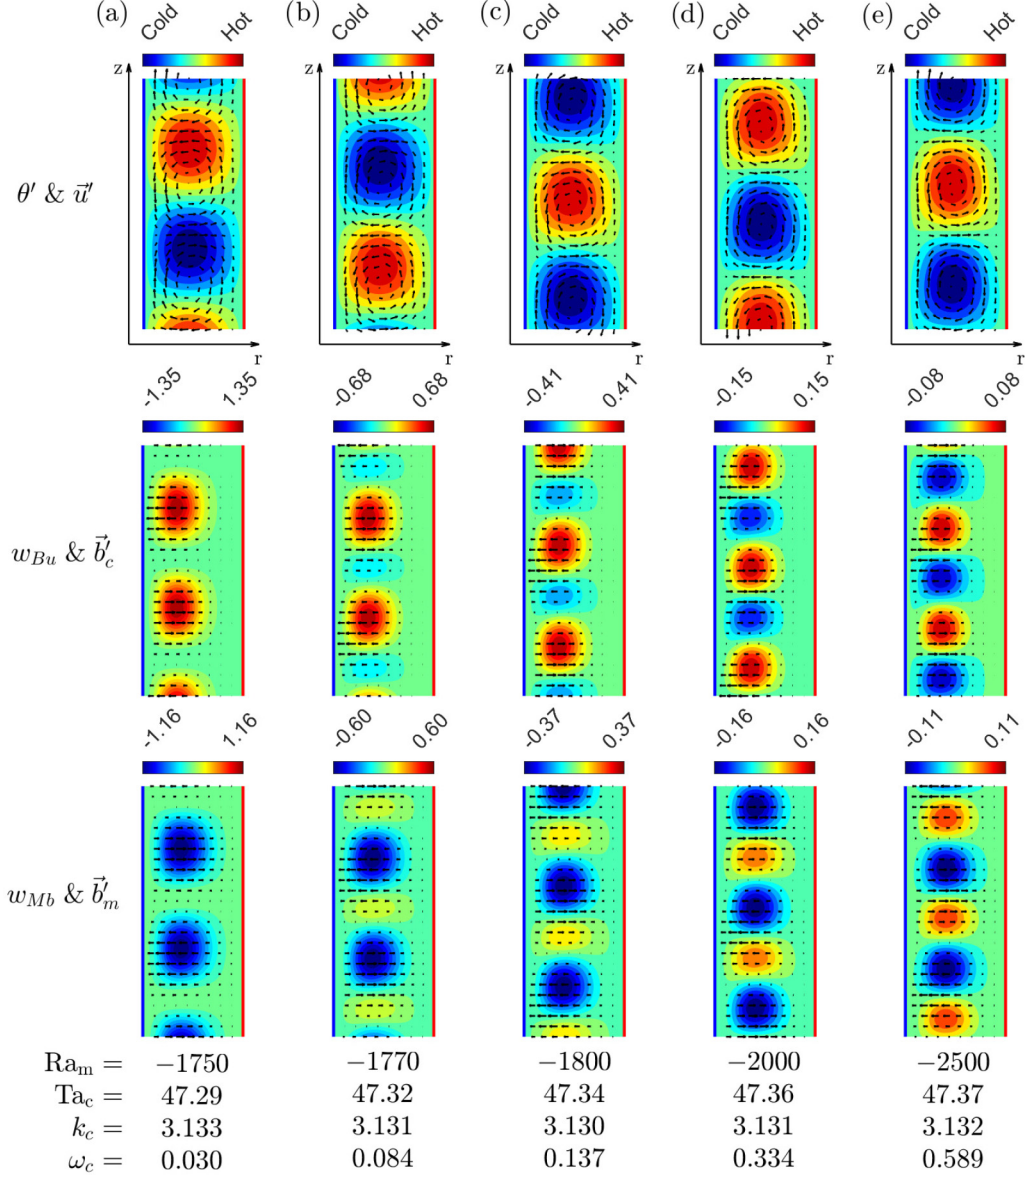 (a) (b) (c) (d) (e)
Cold Hot Cold Hot Cold Hot Cold Hot Cold Hot
z z z z z
θ′ & u⃗′
r r r r r
-1.35 1.35 -0.68 0.68 -0.41 0.41 -0.15 0.15 -0.08 0.08
w_Bu & b⃗′_c
-1.16 1.16 -0.60 0.60 -0.37 0.37 -0.16 0.16 -0.11 0.11
w_Mb & b⃗′_m
Ra_m = −1750 −1770 −1800 −2000 −2500
Ta_c = 47.29 47.32 47.34 47.36 47.37
k_c = 3.133 3.131 3.130 3.131 3.132
ω_c = 0.030 0.084 0.137 0.334 0.589